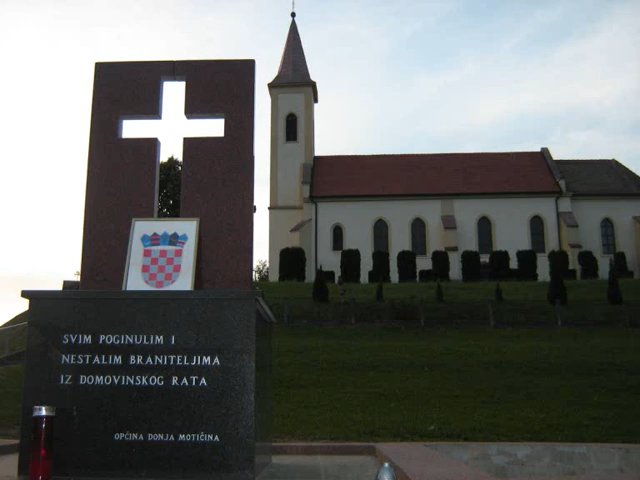 SVIM POGINULIM I
NESTALIM BRANITELJIMA
IZ DOMOVINSKOG RATA
OPĆINA DONJA MOTIČINA